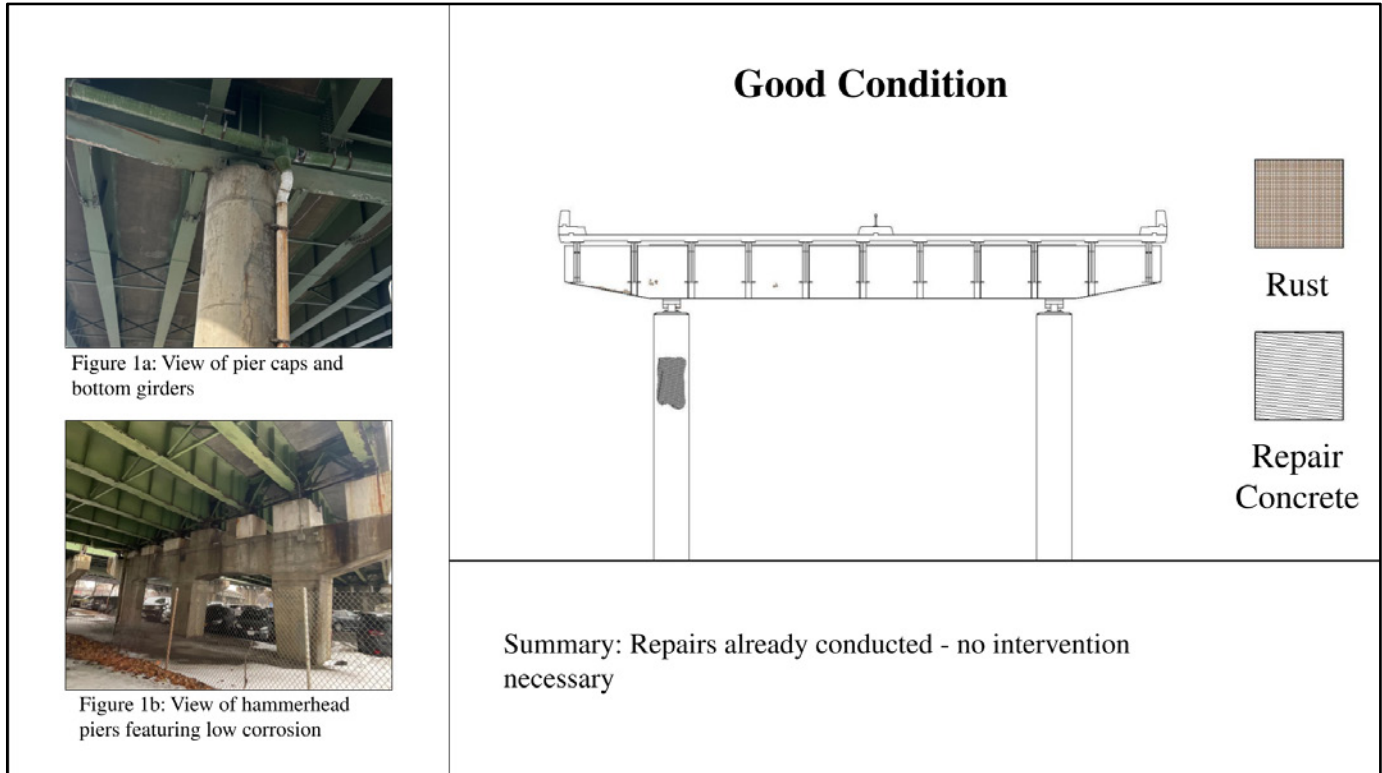 Figure 1a: View of pier caps and
bottom girders
Figure 1b: View of hammerhead
piers featuring low corrosion
Good Condition
Rust
Repair
Concrete
Summary: Repairs already conducted - no intervention
necessary